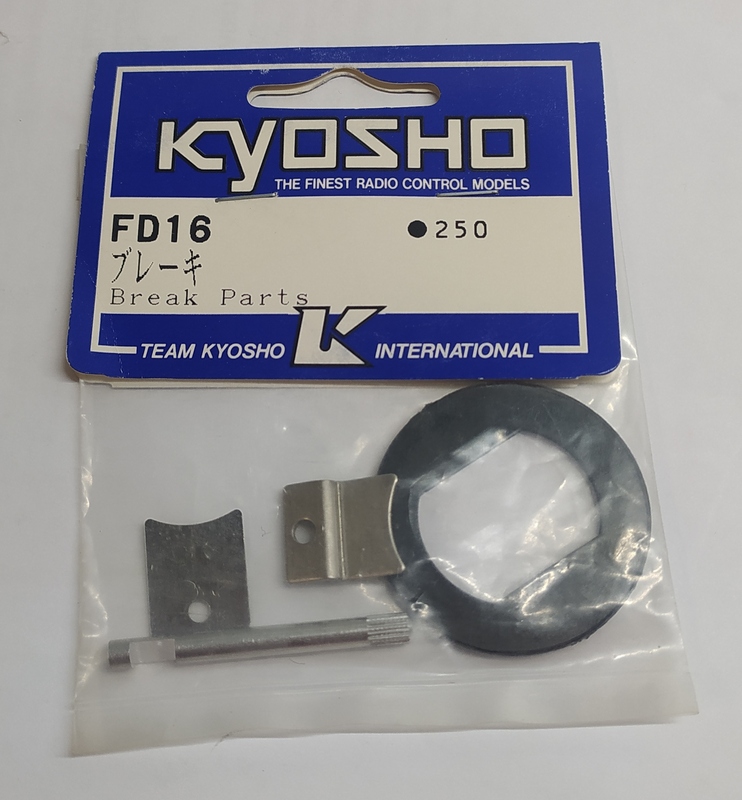 KYOSHO
THE FINEST RADIO CONTROL MODELS
FD16 ●250
ブレーキ
Break Parts
TEAM KYOSHO K INTERNATIONAL